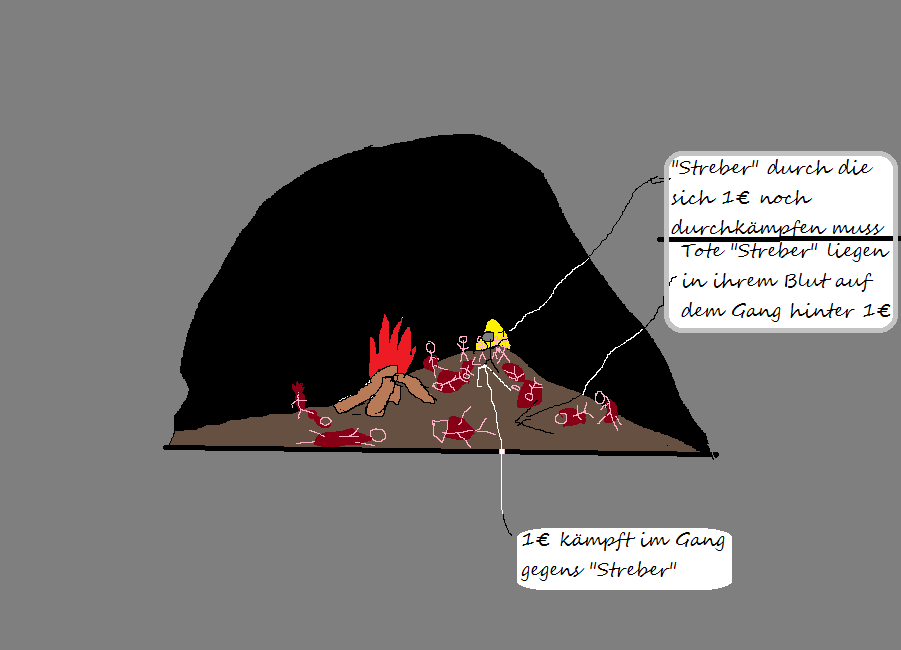 "Streber" durch die
sich 1€ noch
durchkämpfen muss
Tote "Streber" liegen
in ihrem Blut auf
dem Gang hinter 1€
1€ kämpft im Gang
gegens "Streber"